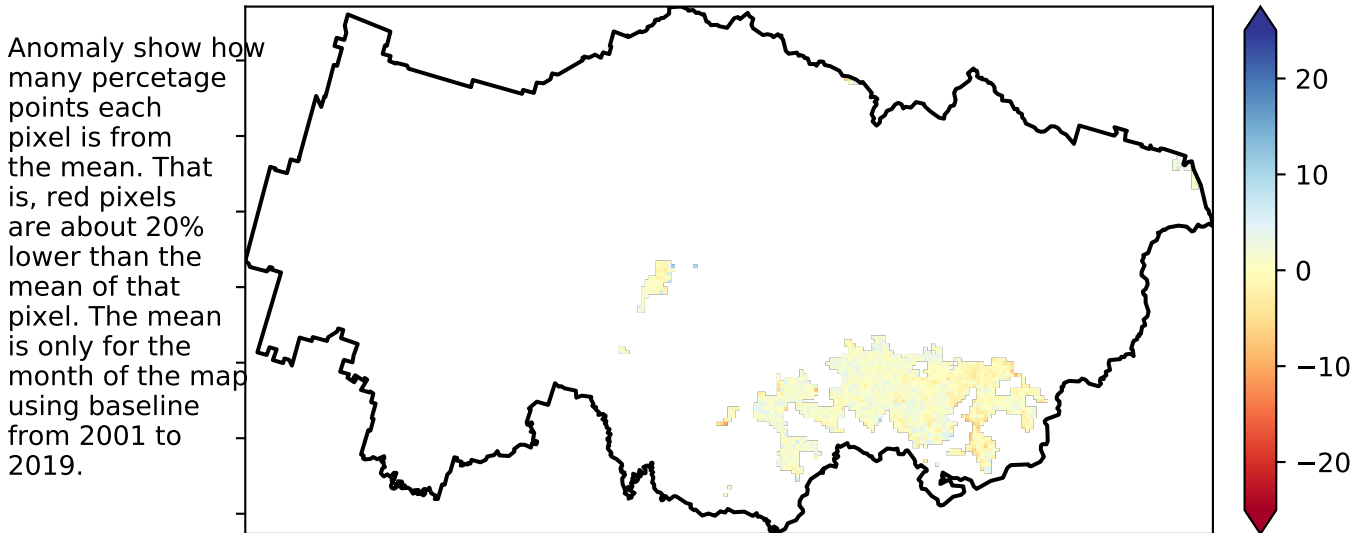 Anomaly show how
many percetage
points each
pixel is from
the mean. That
is, red pixels
are about 20%
lower than the
mean of that
pixel. The mean
is only for the
month of the map
using baseline
from 2001 to
2019.
20
10
0
−10
−20